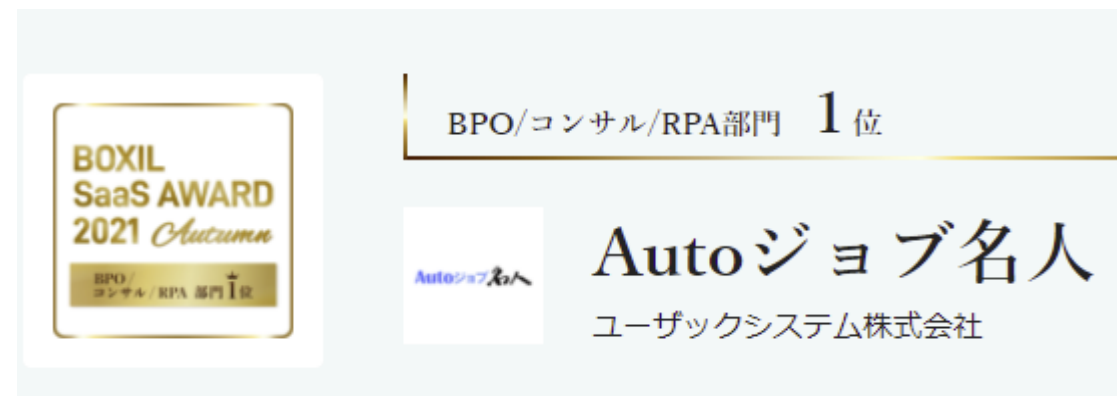 BOXIL
SaaS AWARD
2021 Autumn
BPO/
コンサル/RPA 部門 1位
BPO/コンサル/RPA部門 1位
Autoジョブ名人
Autoジョブ名人
ユーザックシステム株式会社